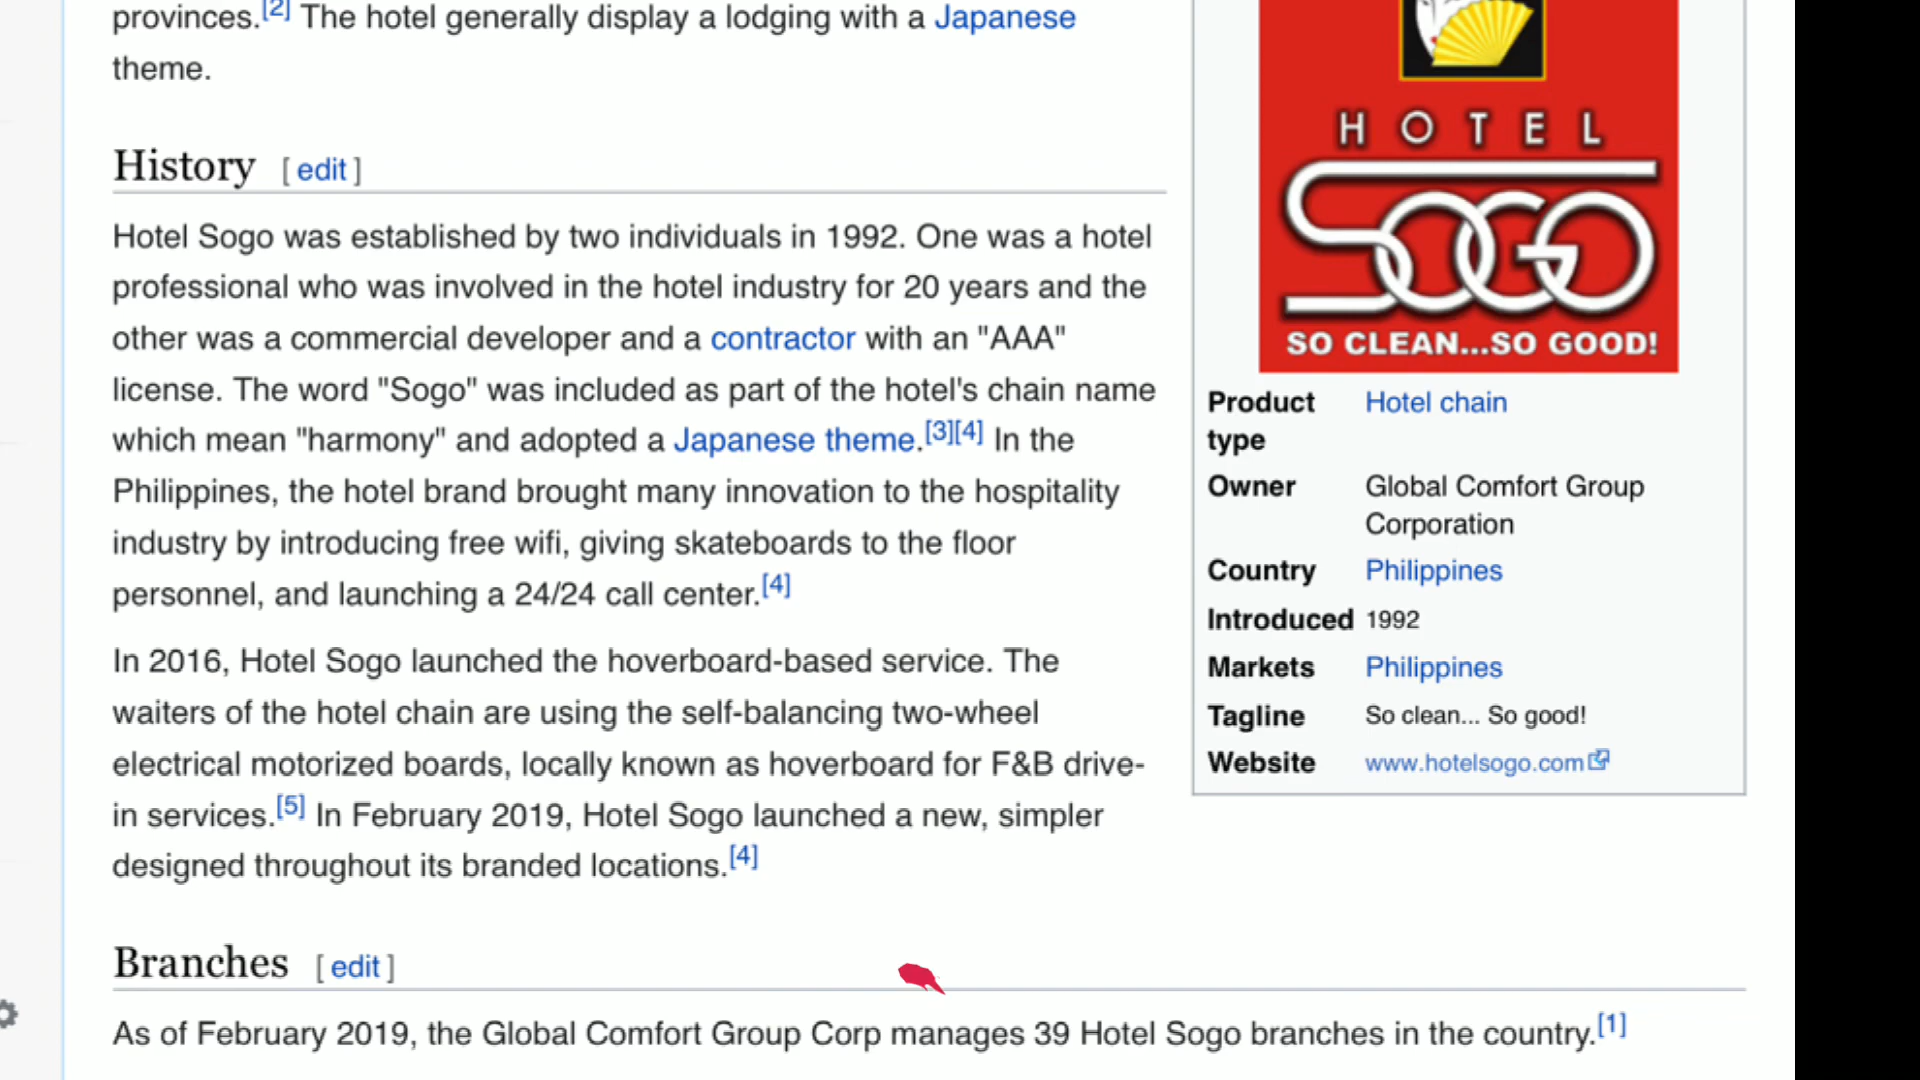 provinces.[2] The hotel generally display a lodging with a Japanese
theme.
History [ edit ]
Hotel Sogo was established by two individuals in 1992. One was a hotel
professional who was involved in the hotel industry for 20 years and the
other was a commercial developer and a contractor with an "AAA"
license. The word "Sogo" was included as part of the hotel's chain name
which mean "harmony" and adopted a Japanese theme.[3][4] In the
Philippines, the hotel brand brought many innovation to the hospitality
industry by introducing free wifi, giving skateboards to the floor
personnel, and launching a 24/24 call center.[4]
In 2016, Hotel Sogo launched the hoverboard-based service. The
waiters of the hotel chain are using the self-balancing two-wheel
electrical motorized boards, locally known as hoverboard for F&B drive-
in services.[5] In February 2019, Hotel Sogo launched a new, simpler
designed throughout its branded locations.[4]
Branches [ edit ]
As of February 2019, the Global Comfort Group Corp manages 39 Hotel Sogo branches in the country.[1]
HOTEL
SOGO
SO CLEAN...SO GOOD!
Product type Hotel chain
Owner Global Comfort Group
Corporation
Country Philippines
Introduced 1992
Markets Philippines
Tagline So clean... So good!
Website www.hotelsogo.com